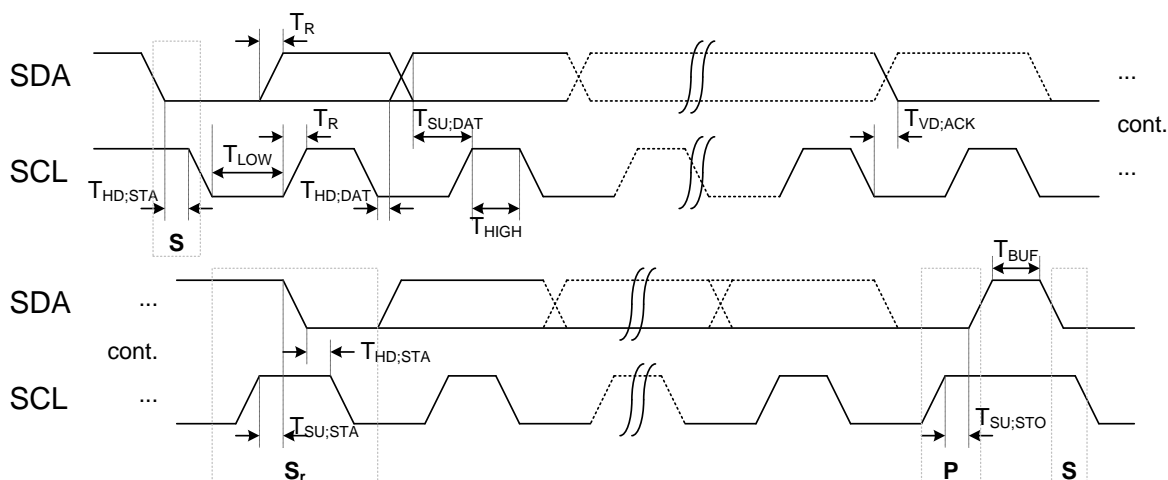 T_R
SDA
T_R
T_SU;DAT
T_VD;ACK
...
cont.
SCL
T_LOW
...
T_HD;STA
T_HD;DAT
T_HIGH
S
T_BUF
SDA
...
cont.
T_HD;STA
SCL
...
T_SU;STA
T_SU;STO
S_r
P
S